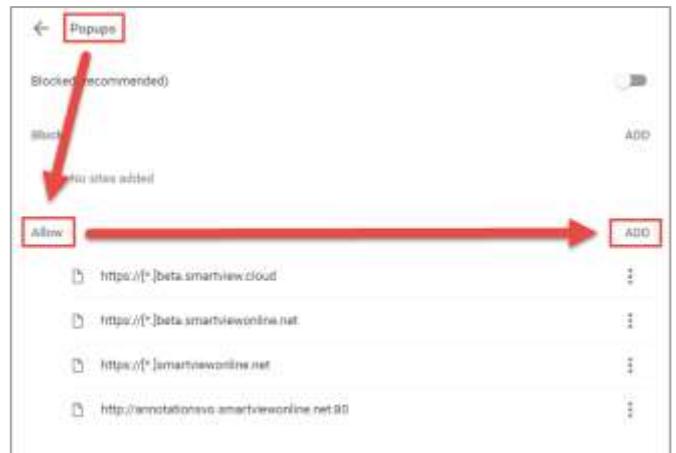 Popups
Blocked (recommended)
Block
ADD
No sites added
Allow
ADD
https://[*.]beta.smartview.cloud
https://[*.]beta.smartviewonline.net
https://[*.]smartviewonline.net
http://annotationsvo.smartviewonline.net:80